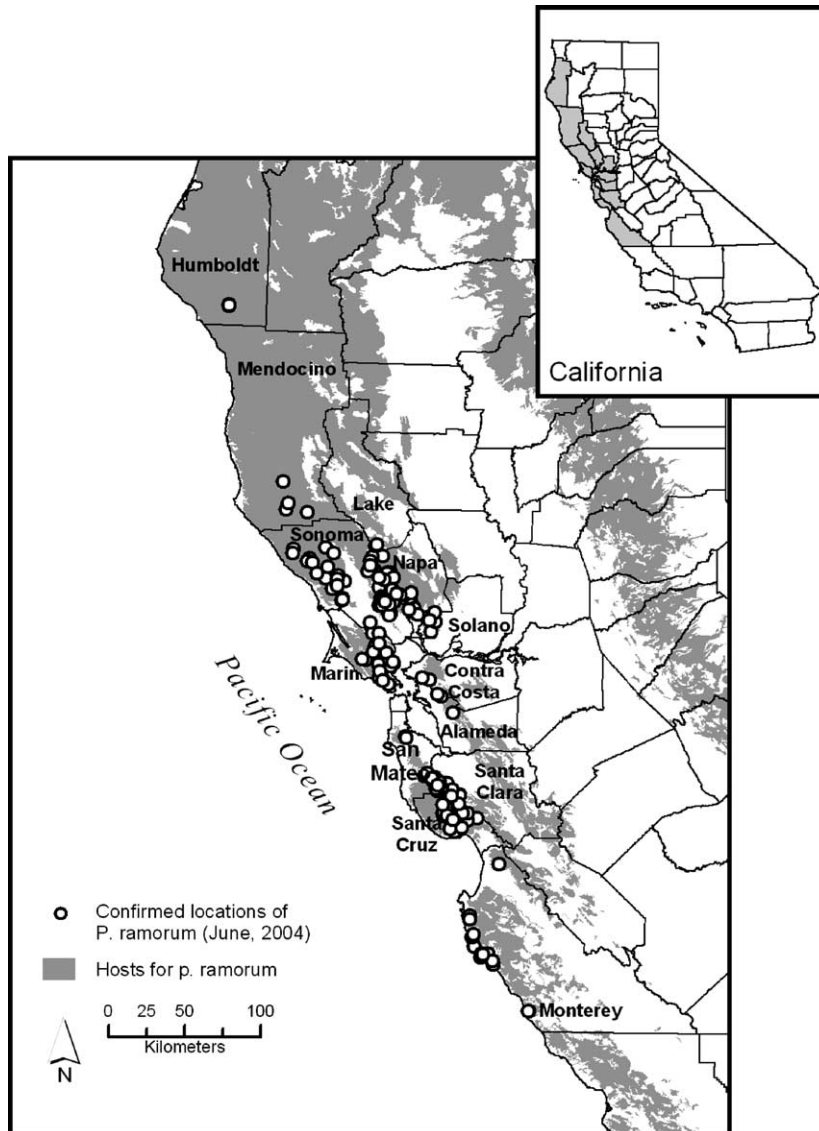 California
Humboldt
Mendocino
Lake
Sonoma
Napa
Solano
Marin
Contra
Costa
Alameda
Pacific Ocean
San
Mateo
Santa
Clara
Santa
Cruz
Monterey
Confirmed locations of
P. ramorum (June, 2004)
Hosts for p. ramorum
0 25 50 100
Kilometers
N